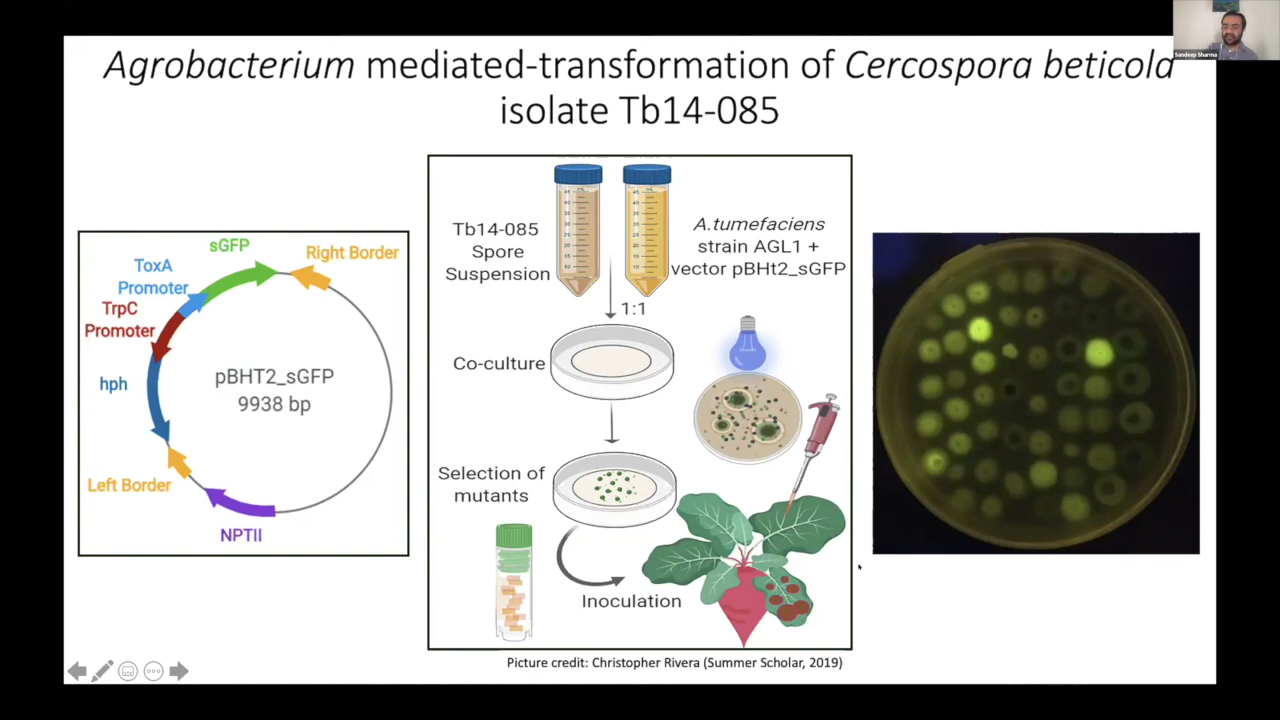 Sandeep Sharma
Agrobacterium mediated-transformation of Cercospora beticola
isolate Tb14-085
sGFP
Right Border
ToxA
Promoter
TrpC
Promoter
hph
pBHT2_sGFP
9938 bp
Left Border
NPTII
Tb14-085
Spore
Suspension
A.tumefaciens
strain AGL1 +
vector pBHt2_sGFP
1:1
Co-culture
Selection of
mutants
Inoculation
Picture credit: Christopher Rivera (Summer Scholar, 2019)